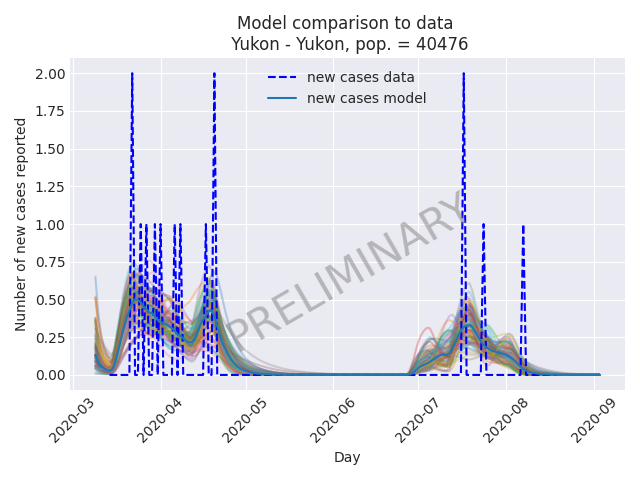 Model comparison to data
Yukon - Yukon, pop. = 40476
new cases data
new cases model
Number of new cases reported
2.00
1.75
1.50
1.25
1.00
0.75
0.50
0.25
0.00
PRELIMINARY
2020-03
2020-04
2020-05
2020-06
2020-07
2020-08
2020-09
Day